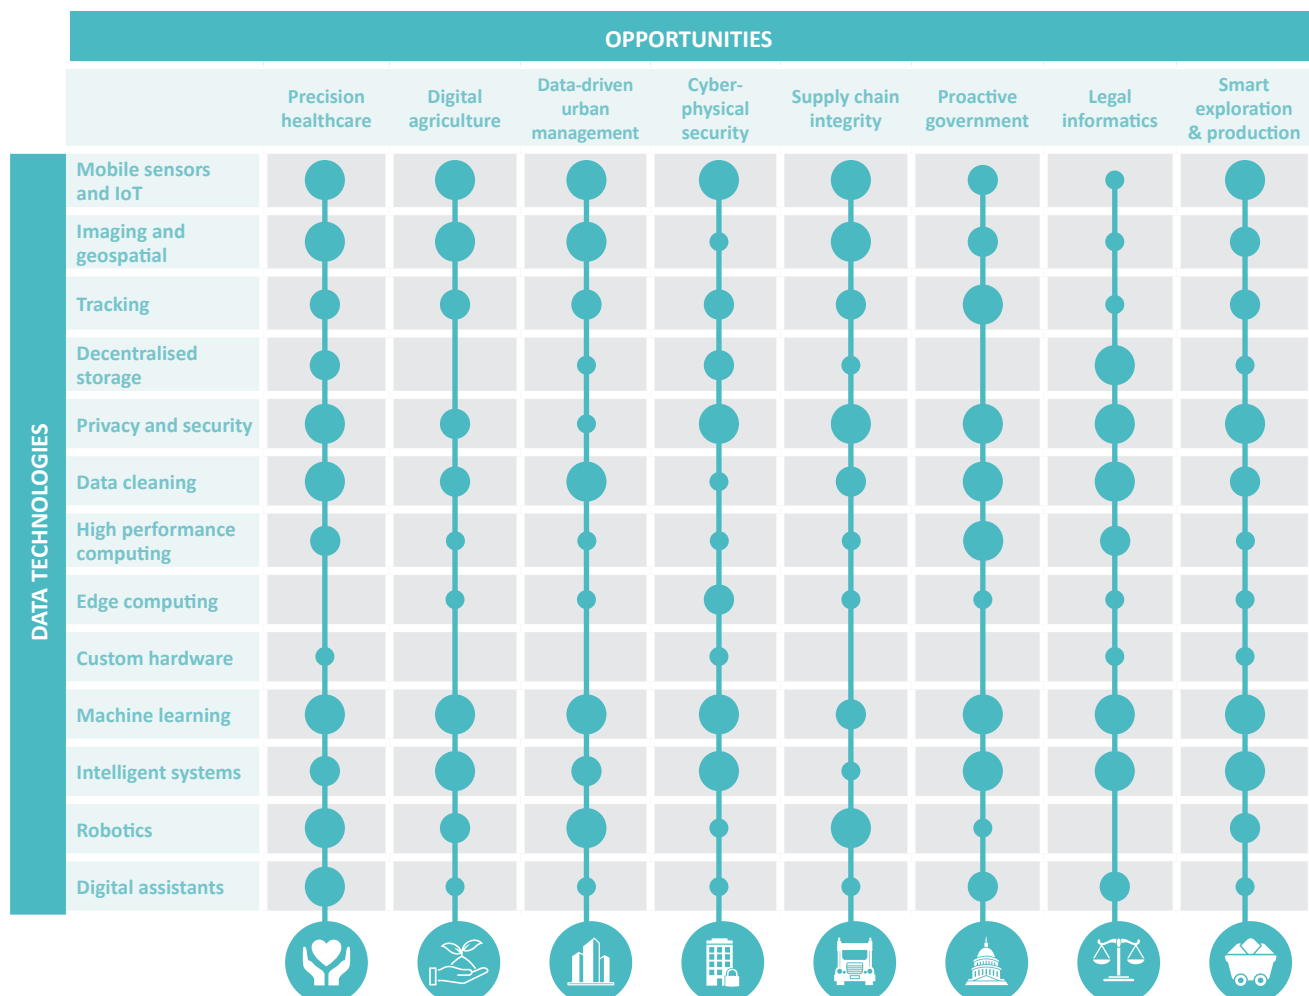 OPPORTUNITIES
Precision
healthcare
Digital
agriculture
Data-driven
urban
management
Cyber-
physical
security
Supply chain
integrity
Proactive
government
Legal
informatics
Smart
exploration
& production
DATA TECHNOLOGIES
Mobile sensors
and IoT
Imaging and
geospatial
Tracking
Decentralised
storage
Privacy and security
Data cleaning
High performance
computing
Edge computing
Custom hardware
Machine learning
Intelligent systems
Robotics
Digital assistants